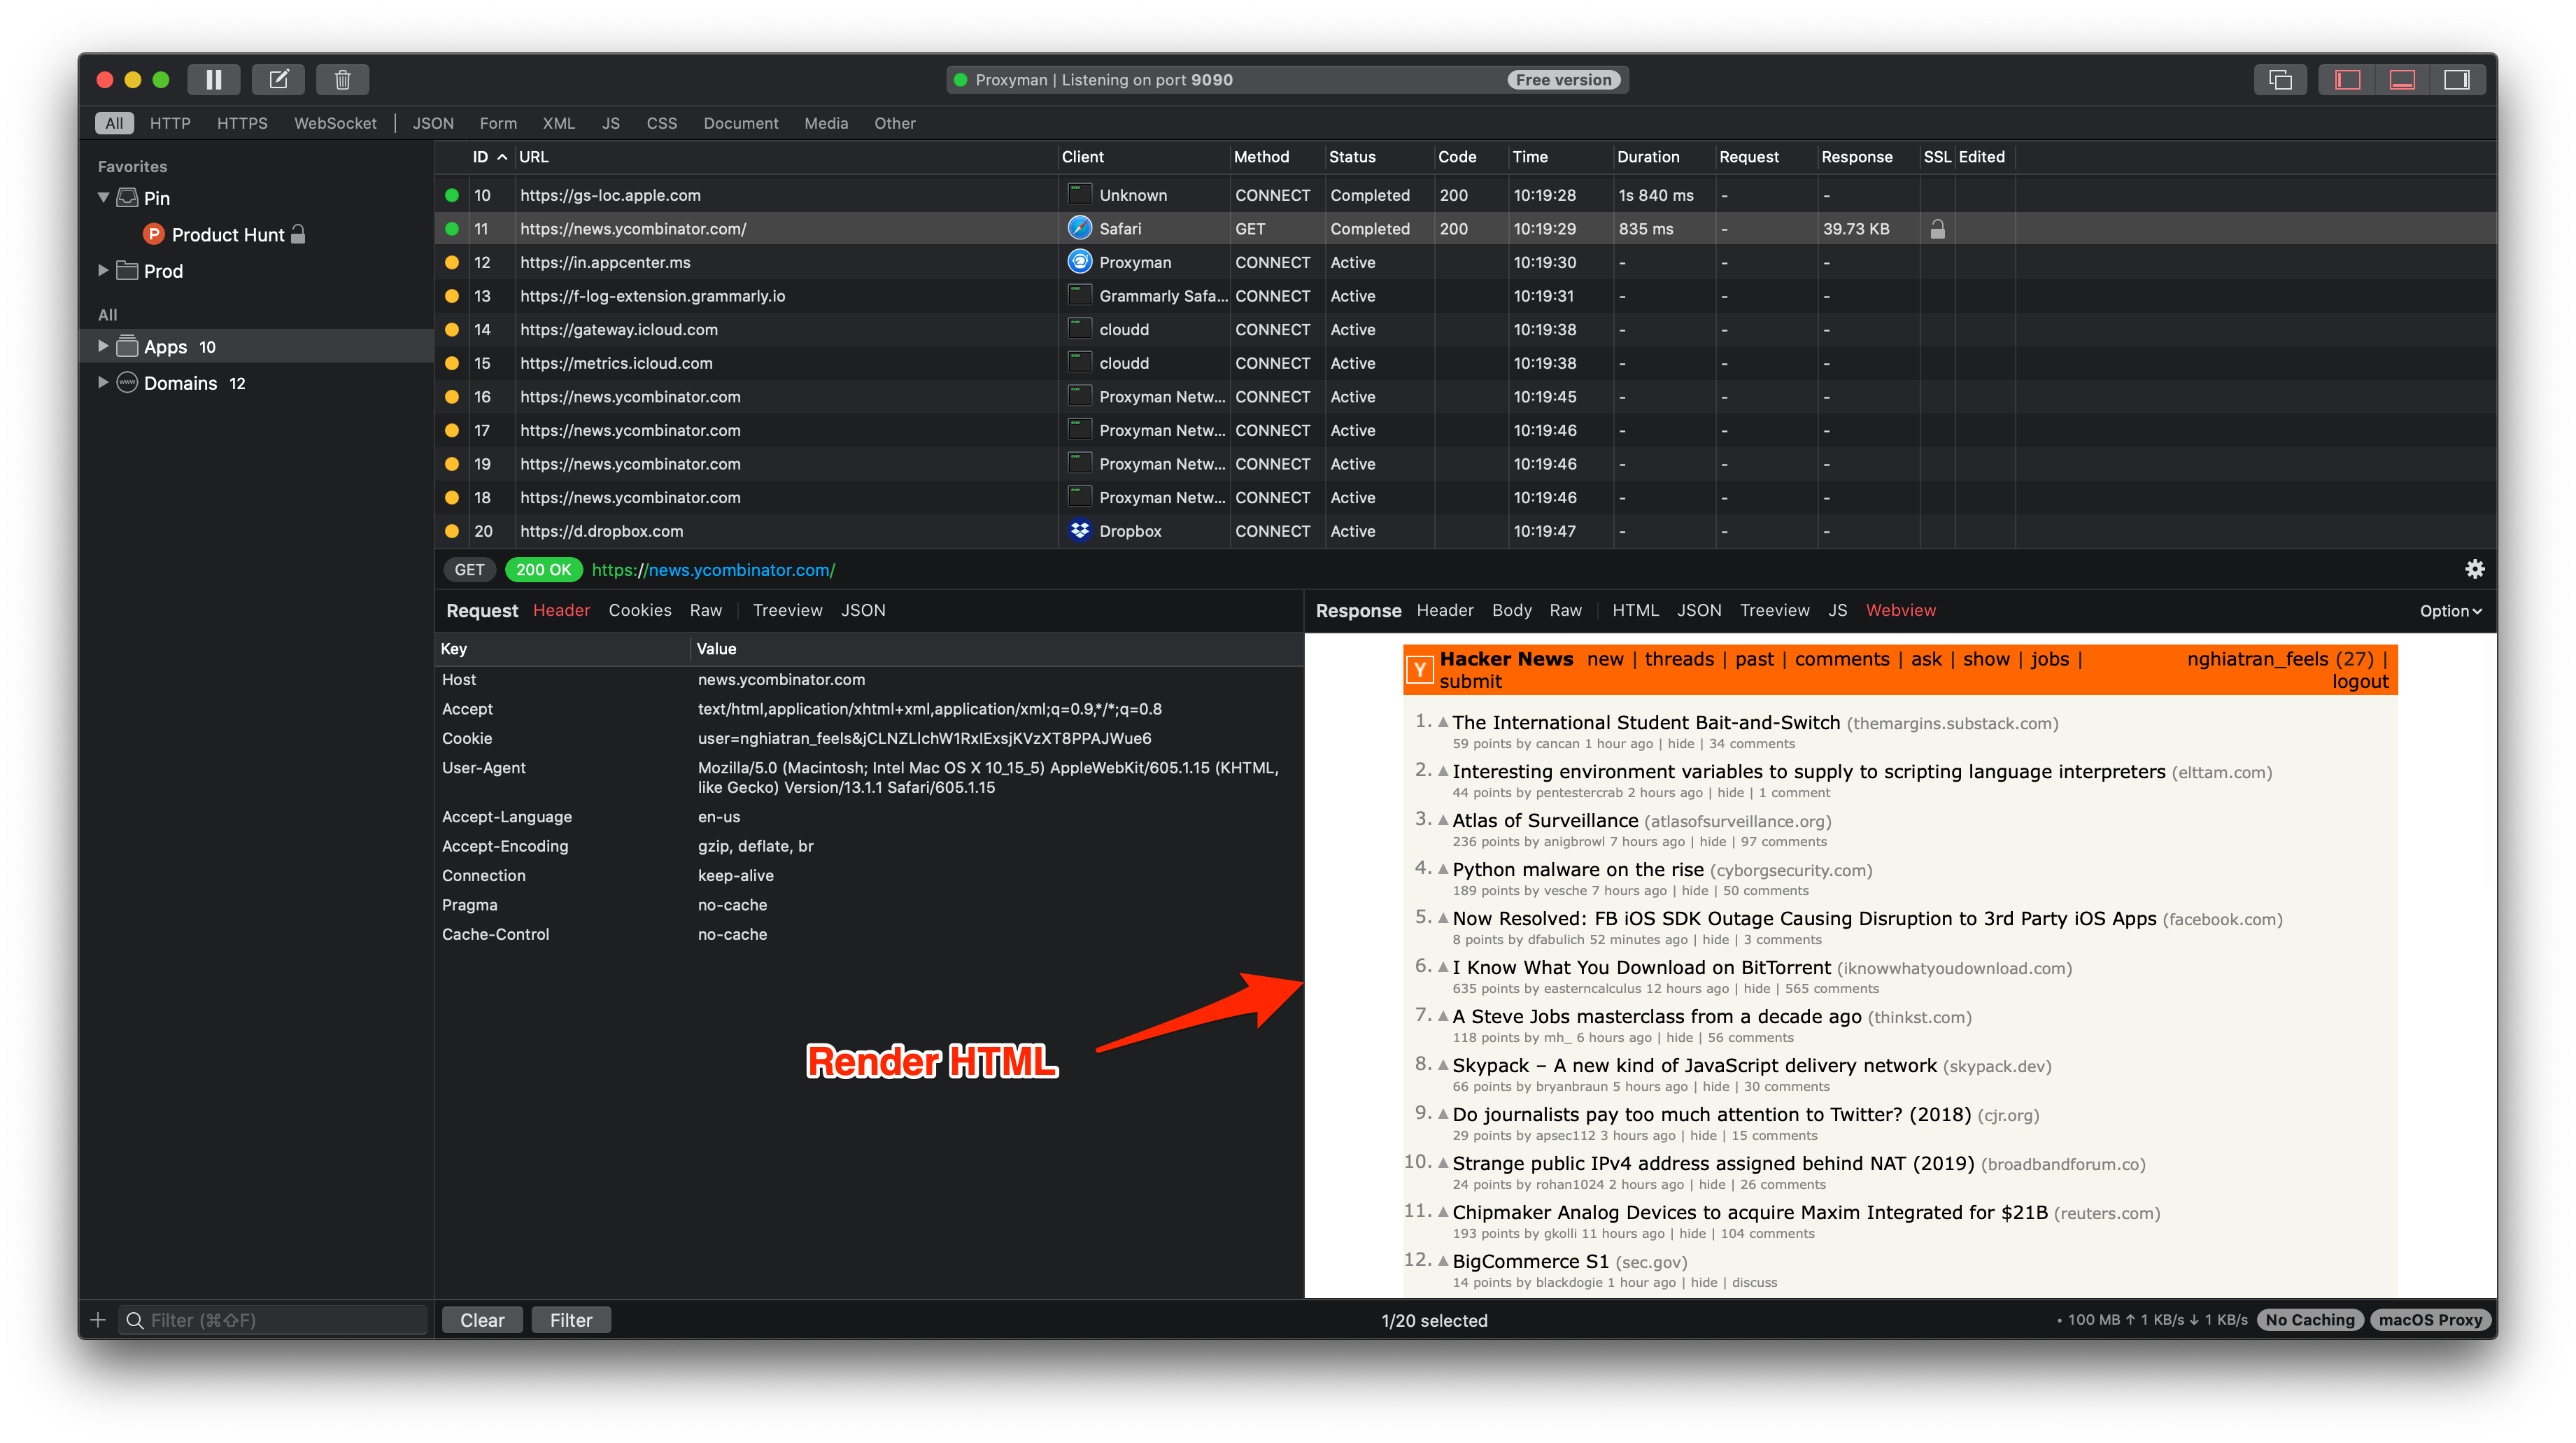 Proxyman | Listening on port 9090 Free version
All HTTP HTTPS WebSocket | JSON Form XML JS CSS Document Media Other
Favorites
Pin
P Product Hunt
Prod
All
Apps 10
www Domains 12
ID URL Client Method Status Code Time Duration Request Response SSL Edited
10 https://gs-loc.apple.com Unknown CONNECT Completed 200 10:19:28 1s 840 ms - -
11 https://news.ycombinator.com/ Safari GET Completed 200 10:19:29 835 ms - 39.73 KB
12 https://in.appcenter.ms Proxyman CONNECT Active 10:19:30 - - -
13 https://f-log-extension.grammarly.io Grammarly Safa... CONNECT Active 10:19:31 - - -
14 https://gateway.icloud.com cloudd CONNECT Active 10:19:38 - - -
15 https://metrics.icloud.com cloudd CONNECT Active 10:19:38 - - -
16 https://news.ycombinator.com Proxyman Netw... CONNECT Active 10:19:45 - - -
17 https://news.ycombinator.com Proxyman Netw... CONNECT Active 10:19:46 - - -
19 https://news.ycombinator.com Proxyman Netw... CONNECT Active 10:19:46 - - -
18 https://news.ycombinator.com Proxyman Netw... CONNECT Active 10:19:46 - - -
20 https://d.dropbox.com Dropbox CONNECT Active 10:19:47 - - -
GET 200 OK https://news.ycombinator.com/
Request Header Cookies Raw | Treeview JSON
Key Value
Host news.ycombinator.com
Accept text/html,application/xhtml+xml,application/xml;q=0.9,*/*;q=0.8
Cookie user=nghiatran_feels&jCLNZLlchW1RxIExsjKVzXT8PPAJWue6
User-Agent Mozilla/5.0 (Macintosh; Intel Mac OS X 10_15_5) AppleWebKit/605.1.15 (KHTML,
like Gecko) Version/13.1.1 Safari/605.1.15
Accept-Language en-us
Accept-Encoding gzip, deflate, br
Connection keep-alive
Pragma no-cache
Cache-Control no-cache
Render HTML
Response Header Body Raw | HTML JSON Treeview JS Webview Option
Y Hacker News new | threads | past | comments | ask | show | jobs | nghiatran_feels (27) |
submit logout
1. The International Student Bait-and-Switch (themargins.substack.com)
59 points by cancan 1 hour ago | hide | 34 comments
2. Interesting environment variables to supply to scripting language interpreters (elttam.com)
44 points by pentestercrab 2 hours ago | hide | 1 comment
3. Atlas of Surveillance (atlasofsurveillance.org)
236 points by anigbrowl 7 hours ago | hide | 97 comments
4. Python malware on the rise (cyborgsecurity.com)
189 points by vesche 7 hours ago | hide | 50 comments
5. Now Resolved: FB iOS SDK Outage Causing Disruption to 3rd Party iOS Apps (facebook.com)
8 points by dfabulich 52 minutes ago | hide | 3 comments
6. I Know What You Download on BitTorrent (iknowwhatyoudownload.com)
635 points by easterncalculus 12 hours ago | hide | 565 comments
7. A Steve Jobs masterclass from a decade ago (thinkst.com)
118 points by mh_ 6 hours ago | hide | 56 comments
8. Skypack – A new kind of JavaScript delivery network (skypack.dev)
66 points by bryanbraun 5 hours ago | hide | 30 comments
9. Do journalists pay too much attention to Twitter? (2018) (cjr.org)
29 points by apsec112 3 hours ago | hide | 15 comments
10. Strange public IPv4 address assigned behind NAT (2019) (broadbandforum.co)
24 points by rohan1024 2 hours ago | hide | 26 comments
11. Chipmaker Analog Devices to acquire Maxim Integrated for $21B (reuters.com)
193 points by gkolli 11 hours ago | hide | 104 comments
12. BigCommerce S1 (sec.gov)
14 points by blackdogie 1 hour ago | hide | discuss
Filter (⌘⇧F) Clear Filter 1/20 selected • 100 MB ↑ 1 KB/s ↓ 1 KB/s No Caching macOS Proxy